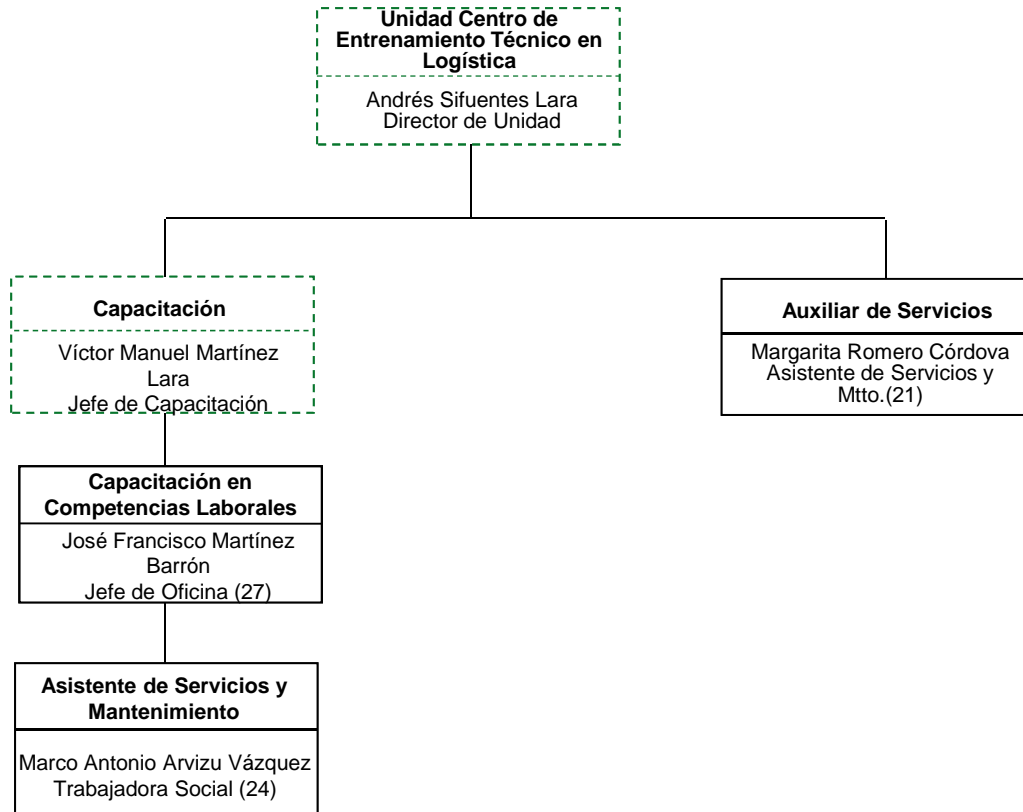 Unidad Centro de
Entrenamiento Técnico en
Logística
Andrés Sifuentes Lara
Director de Unidad
Capacitación
Víctor Manuel Martínez
Lara
Jefe de Capacitación
Auxiliar de Servicios
Margarita Romero Córdova
Asistente de Servicios y
Mtto.(21)
Capacitación en
Competencias Laborales
José Francisco Martínez
Barrón
Jefe de Oficina (27)
Asistente de Servicios y
Mantenimiento
Marco Antonio Arvizu Vázquez
Trabajadora Social (24)